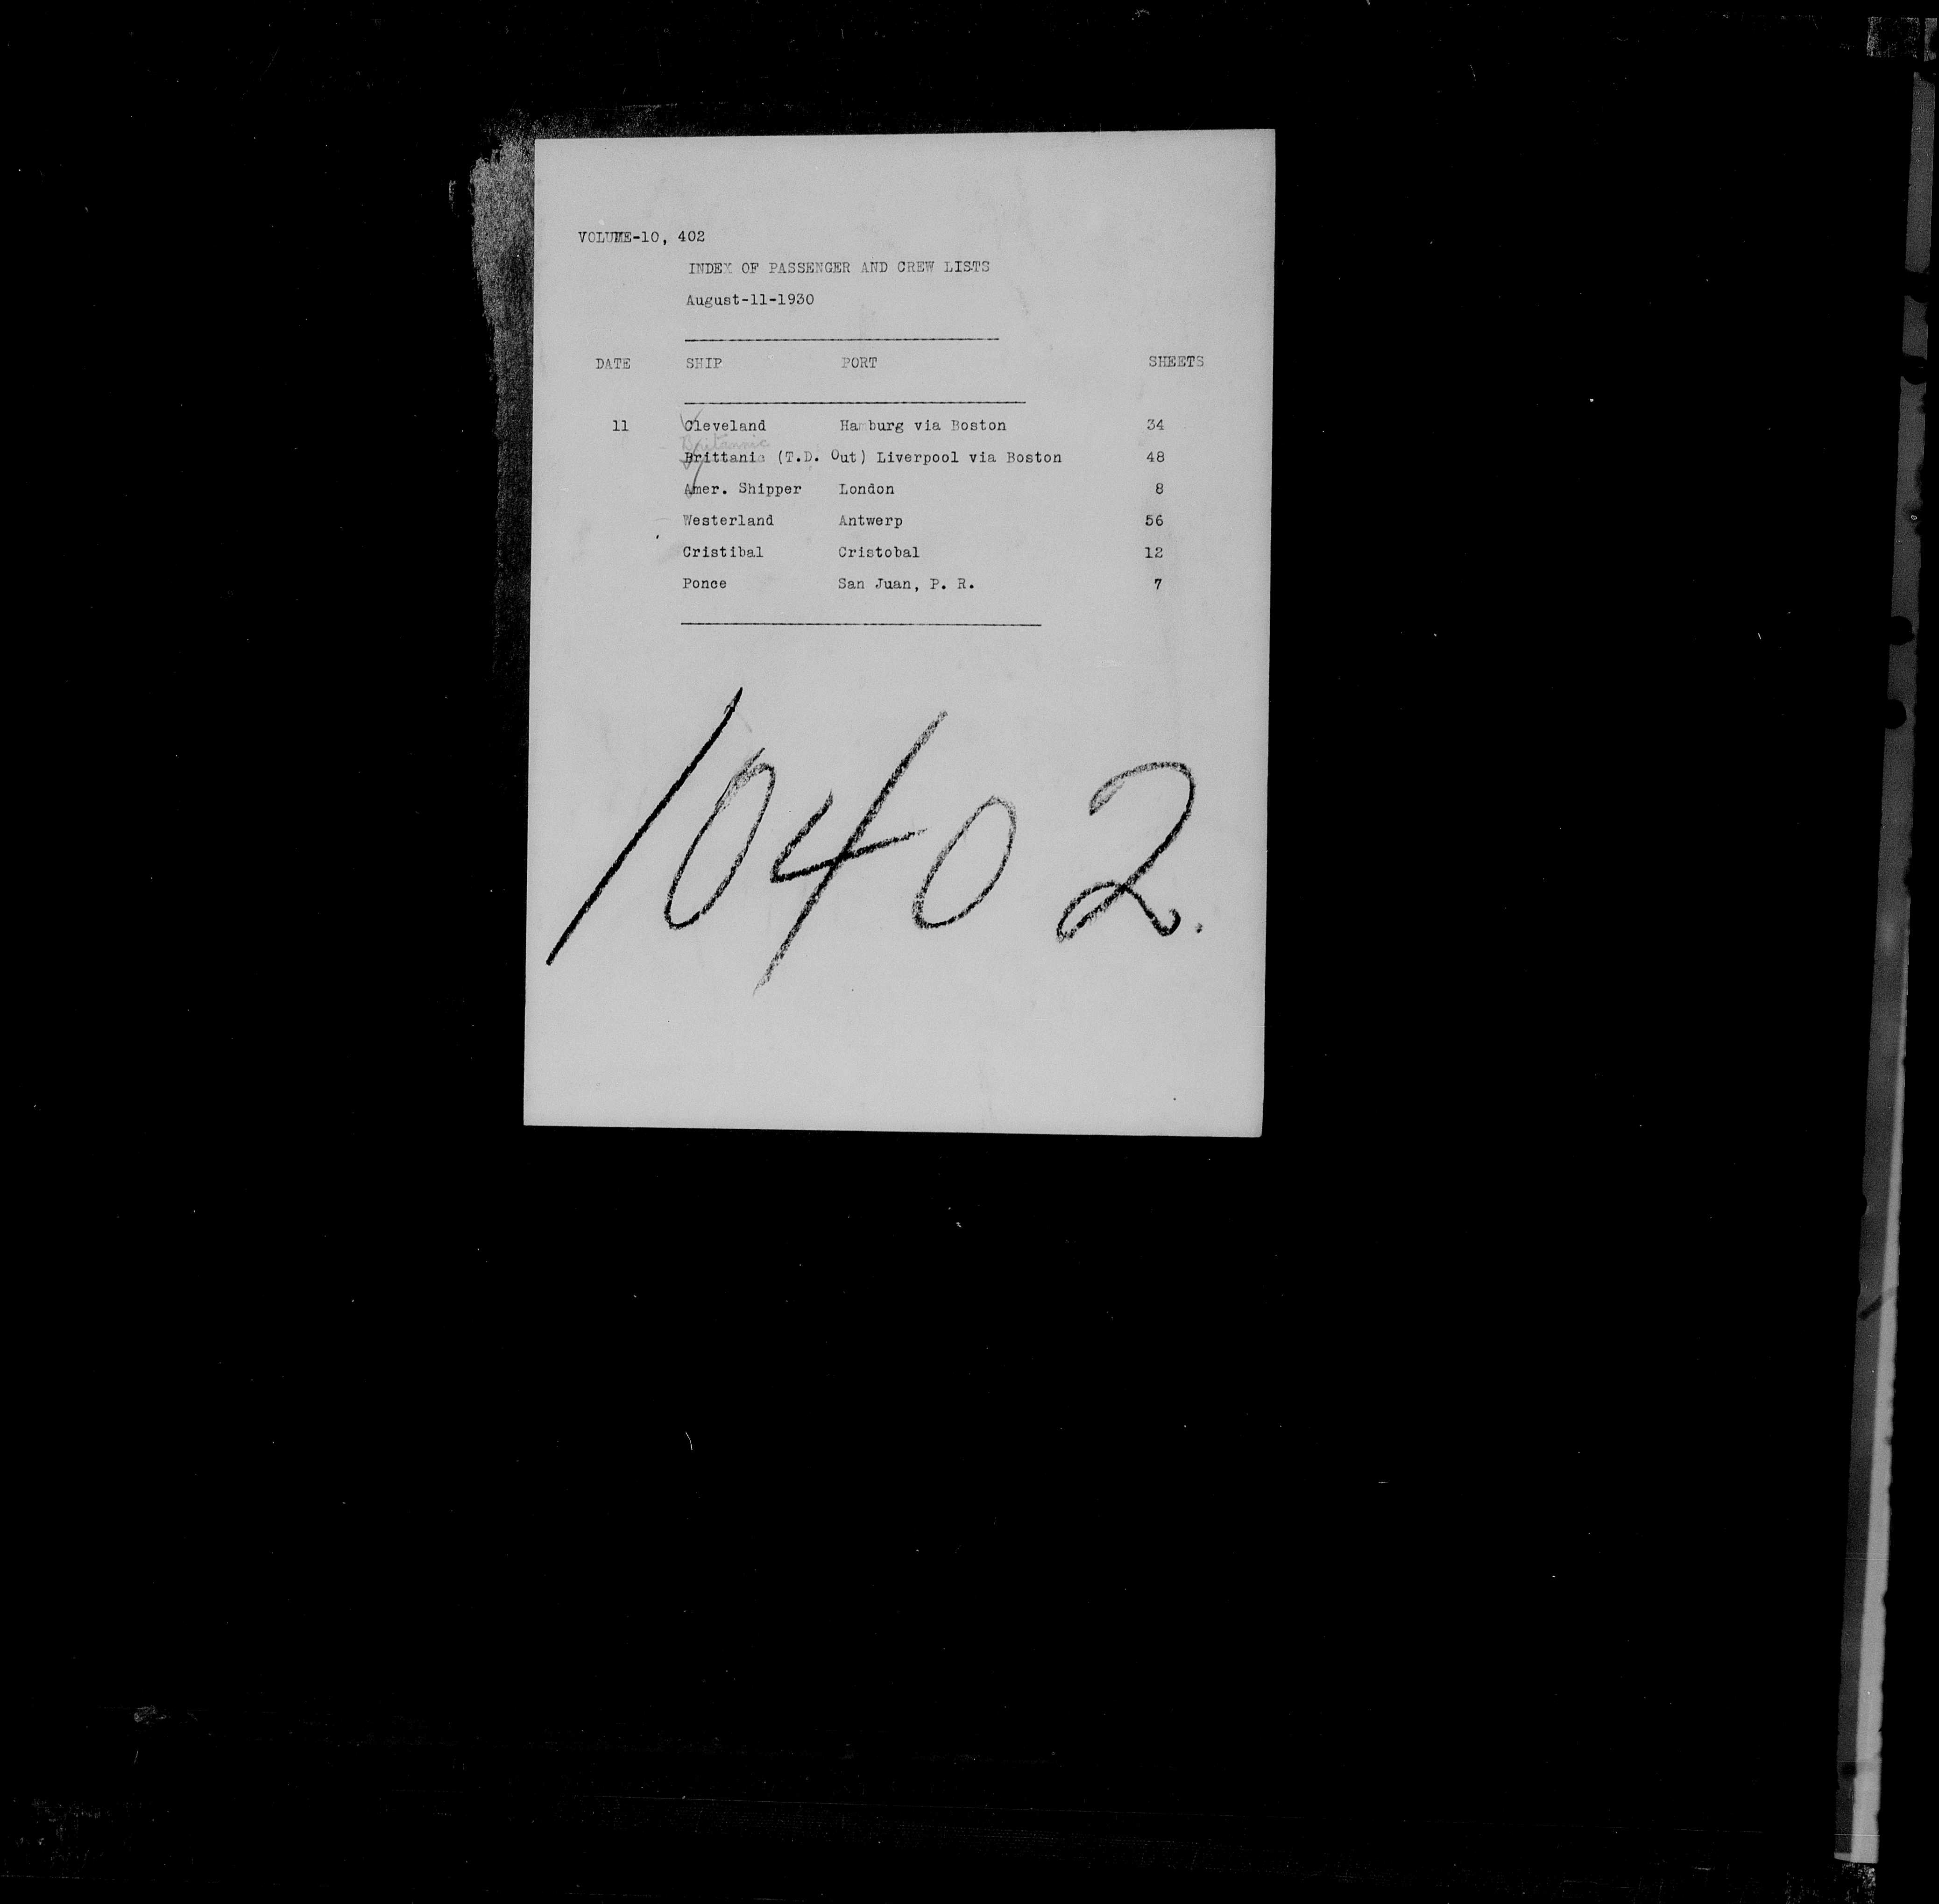 VOLUME-10, 402
INDEX OF PASSENGER AND CREW LISTS
August-11-1930
DATE SHIP PORT SHEETS
11 Cleveland Hamburg via Boston 34
Britannic
Brittanic (T.D. Out) Liverpool via Boston 48
Amer. Shipper London 8
Westerland Antwerp 56
Cristibal Cristobal 12
Ponce San Juan, P. R. 7
10402.